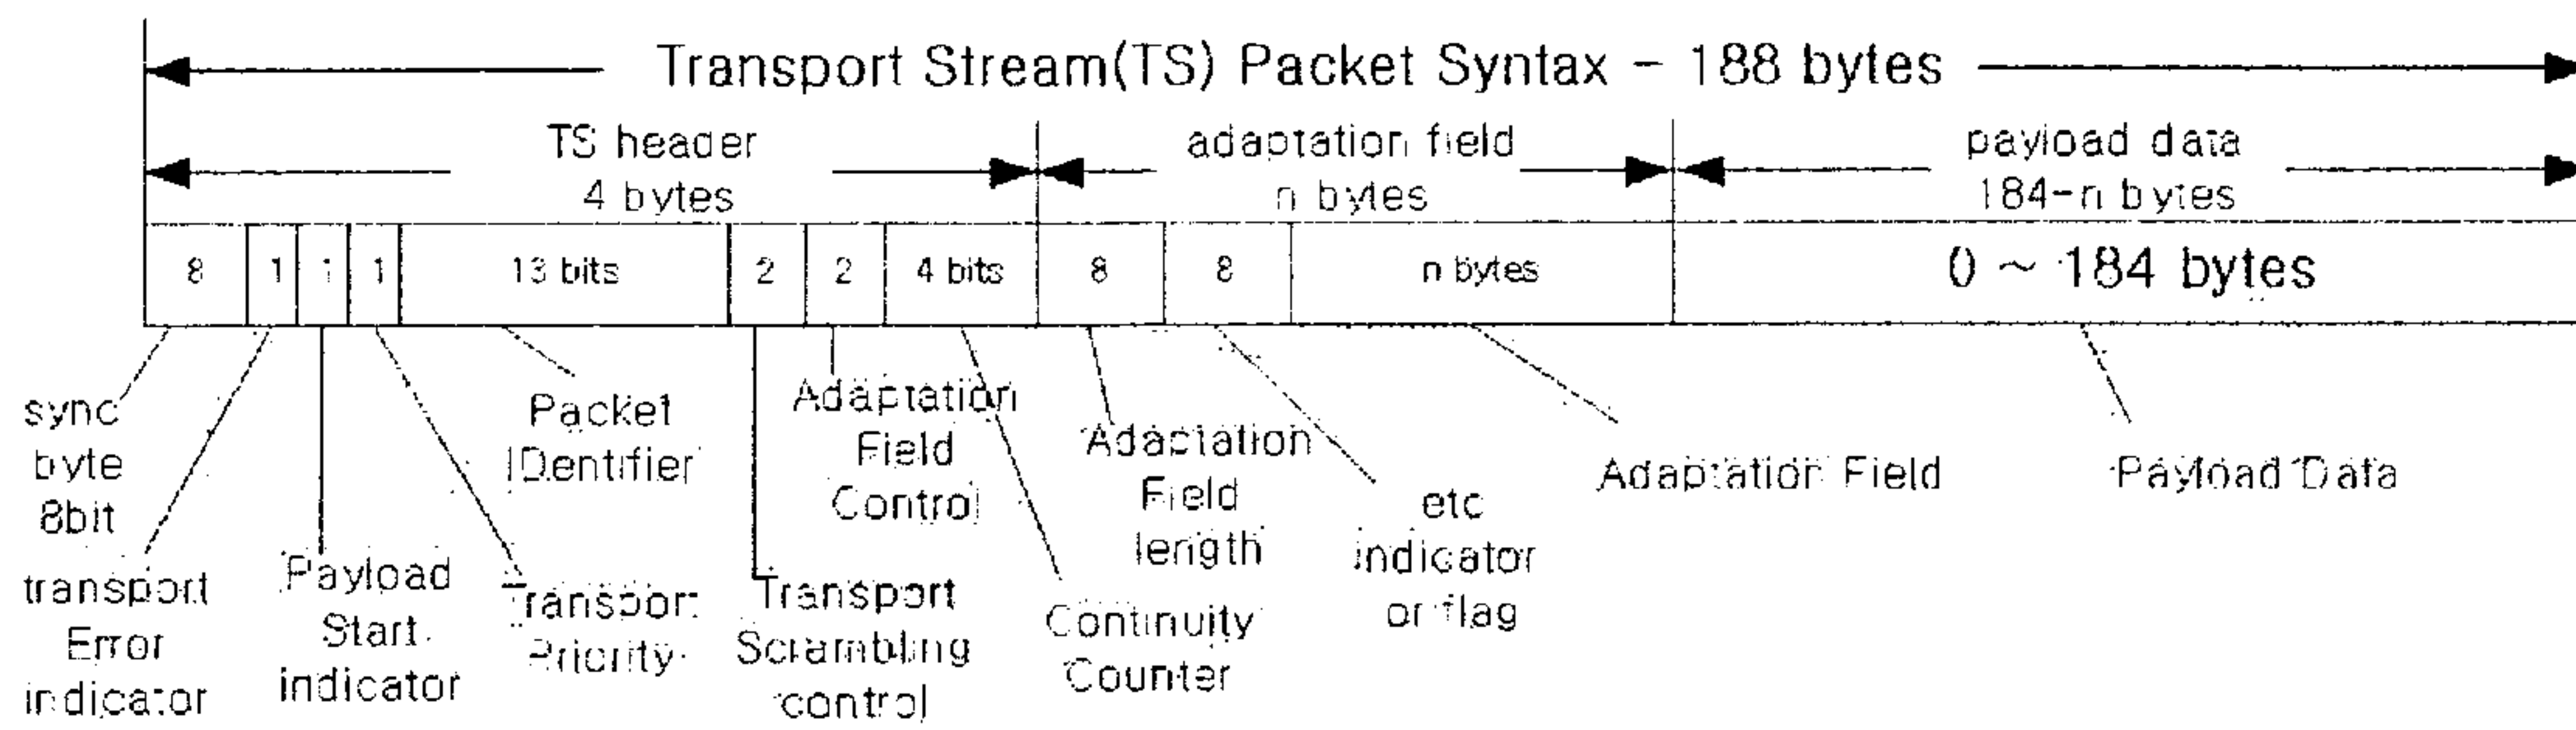 Transport Stream(TS) Packet Syntax - 188 bytes
TS header
4 bytes
adaptation field
n bytes
payload data
184-n bytes
8 1 1 1 13 bits 2 2 4 bits 8 8 n bytes 0 ~ 184 bytes
sync
byte
8bit
transport
Error
indicator
Payload
Start
indicator
Transport
Priority
Packet
IDentifier
Transport
Scrambling
control
Adaptation
Field
Control
Continuity
Counter
Adaptation
Field
length
etc
indicator
or flag
Adaptation Field
Payload Data